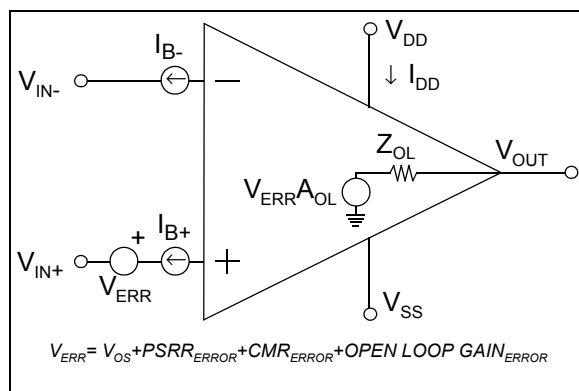 V_DD
I_B-
V_IN-
−
↓ I_DD
Z_OL
V_OUT
V_ERR A_OL
I_B+
+
V_IN+
+
V_ERR
V_SS
V_ERR= V_OS+PSRR_ERROR+CMR_ERROR+OPEN LOOP GAIN_ERROR